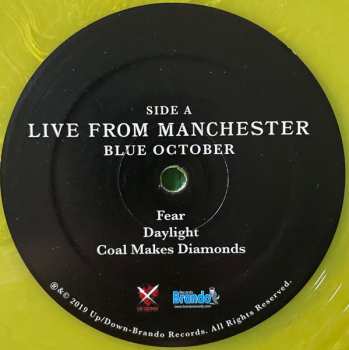 SIDE A
LIVE FROM MANCHESTER
BLUE OCTOBER
Fear
Daylight
Coal Makes Diamonds
Brando
℗&© 2019 Up/Down-Brando Records. All Rights Reserved.